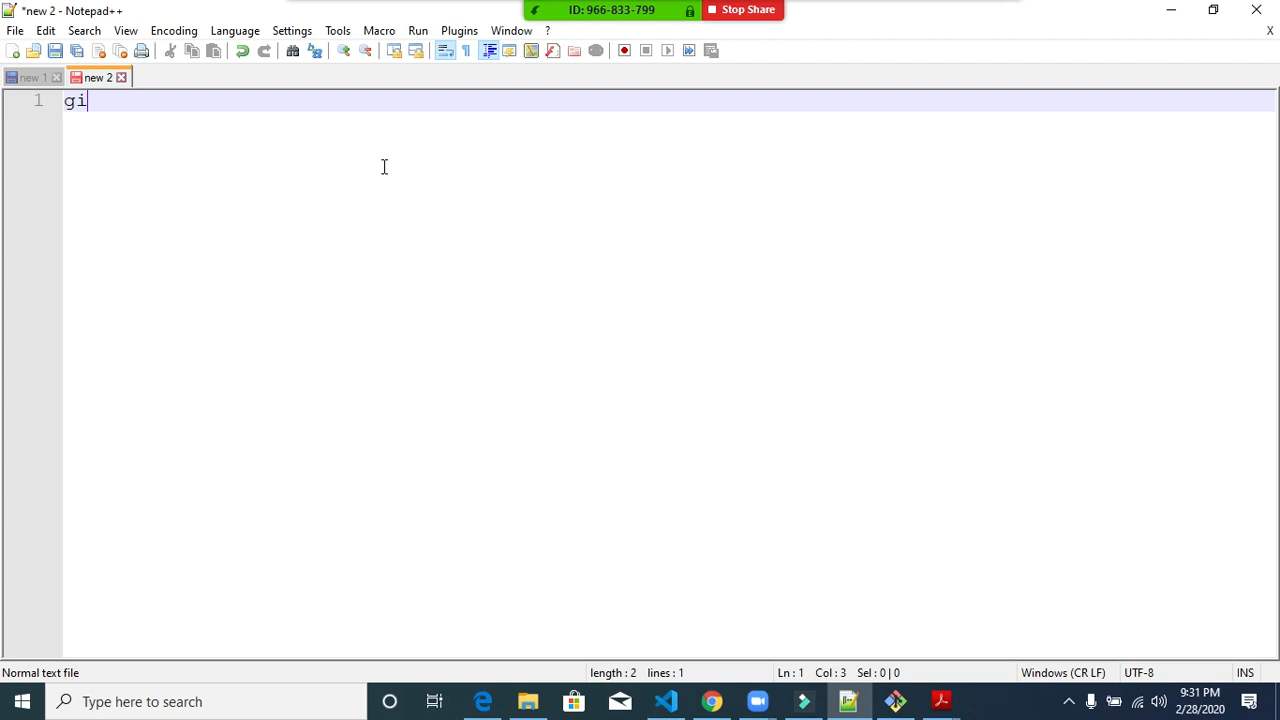 *new 2 - Notepad++
ID: 966-833-799
Stop Share
File Edit Search View Encoding Language Settings Tools Macro Run Plugins Window ? X
new 1 new 2
1 gi
Normal text file length : 2 lines : 1 Ln : 1 Col : 3 Sel : 0 | 0 Windows (CR LF) UTF-8 INS
Type here to search
9:31 PM
2/28/2020